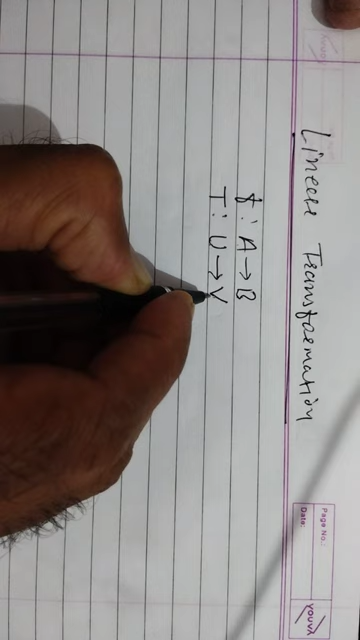 Page No.:
Date:
YOUVA
Linear Transformation
f: A → B
T: U → V